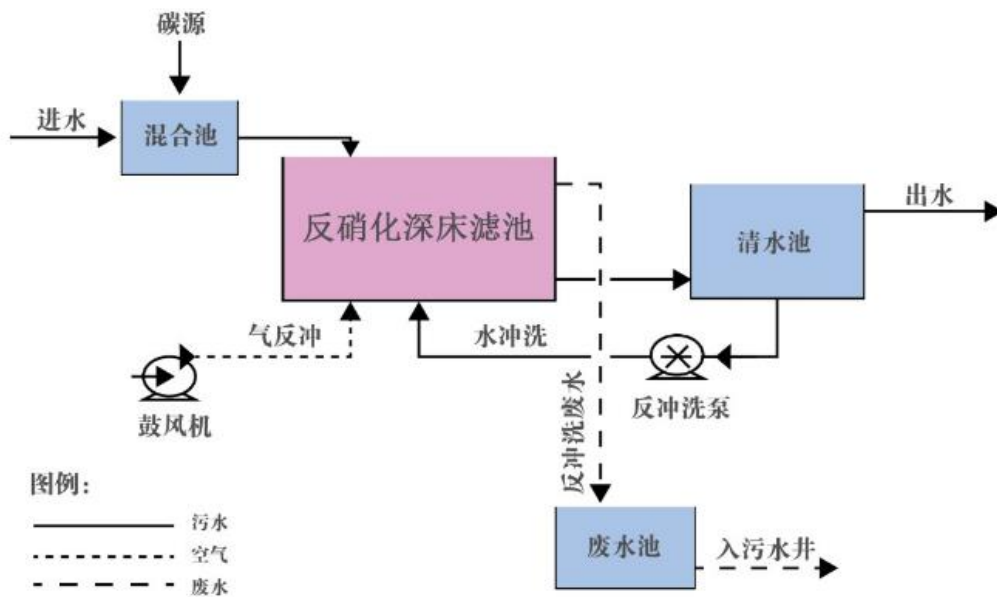 碳源
进水
混合池
反硝化深床滤池
出水
清水池
气反冲
水冲洗
鼓风机
反冲洗泵
反冲洗废水
图例：
污水
空气
废水
废水池
入污水井